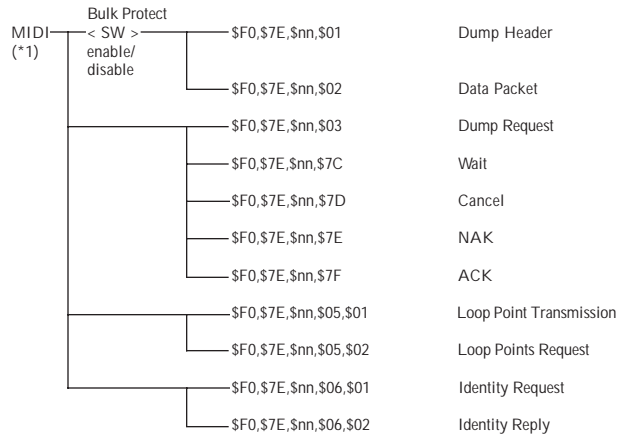 Bulk Protect
MIDI < SW > $F0,$7E,$nn,$01 Dump Header
(*1) enable/
disable
$F0,$7E,$nn,$02 Data Packet
$F0,$7E,$nn,$03 Dump Request
$F0,$7E,$nn,$7C Wait
$F0,$7E,$nn,$7D Cancel
$F0,$7E,$nn,$7E NAK
$F0,$7E,$nn,$7F ACK
$F0,$7E,$nn,$05,$01 Loop Point Transmission
$F0,$7E,$nn,$05,$02 Loop Points Request
$F0,$7E,$nn,$06,$01 Identity Request
$F0,$7E,$nn,$06,$02 Identity Reply